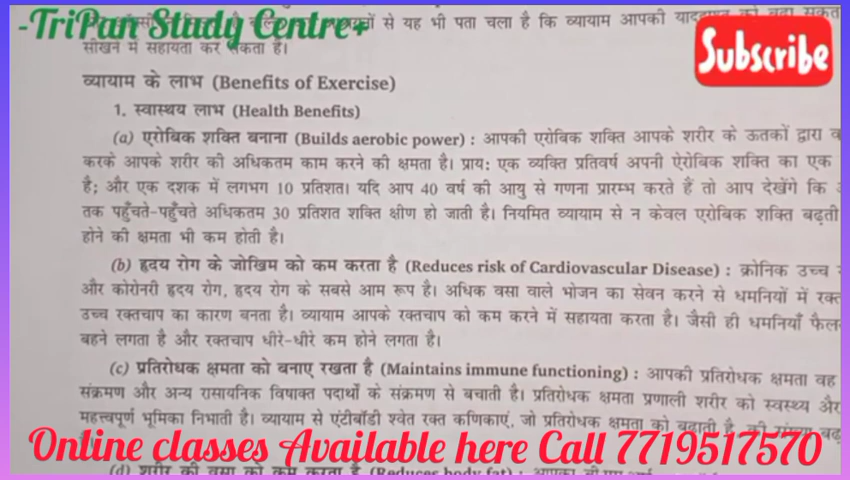 -TriPan Study Centre+
से यह भी पता चला है कि व्यायाम आपकी
Subscribe
सीखने में सहायता कर सकता है।
व्यायाम के लाभ (Benefits of Exercise)
1. स्वास्थय लाभ (Health Benefits)
(a) एरोबिक शक्ति बनाना (Builds aerobic power) : आपकी एरोबिक शक्ति आपके शरीर के ऊतकों द्वारा
करके आपके शरीर की अधिकतम काम करने की क्षमता है। प्राय: एक व्यक्ति प्रतिवर्ष अपनी ऐरोबिक शक्ति का एक
है; और एक दशक में लगभग 10 प्रतिशत। यदि आप 40 वर्ष की आयु से गणना प्रारम्भ करते हैं तो आप देखेंगे कि
तक पहुँचते-पहुँचते अधिकतम 30 प्रतिशत शक्ति क्षीण हो जाती है। नियमित व्यायाम से न केवल एरोबिक शक्ति बढ़ती
होने की क्षमता भी कम होती है।
(b) हृदय रोग के जोखिम को कम करता है (Reduces risk of Cardiovascular Disease) : क्रोनिक उच्च
और कोरोनरी हृदय रोग, हृदय रोग के सबसे आम रूप है। अधिक वसा वाले भोजन का सेवन करने से धमनियों में रक्त
उच्च रक्तचाप का कारण बनता है। व्यायाम आपके रक्तचाप को कम करने में सहायता करता है। जैसी ही धमनियाँ फैल
बहने लगता है और रक्तचाप धीरे-धीरे कम होने लगता है।
(c) प्रतिरोधक क्षमता को बनाए रखता है (Maintains immune functioning) : आपकी प्रतिरोधक क्षमता वह
संक्रमण और अन्य रासायनिक विषाक्त पदार्थों के संक्रमण से बचाती है। प्रतिरोधक क्षमता प्रणाली शरीर को स्वस्थ्य और
महत्त्वपूर्ण भूमिका निभाती है। व्यायाम से एंटीबॉडी श्वेत रक्त कणिकाएं, जो प्रतिरोधक क्षमता को बढ़ाती है,
Online classes Available here Call 7719517570
(d) शरीर की वसा को कम करता है (Reduces body fat) :